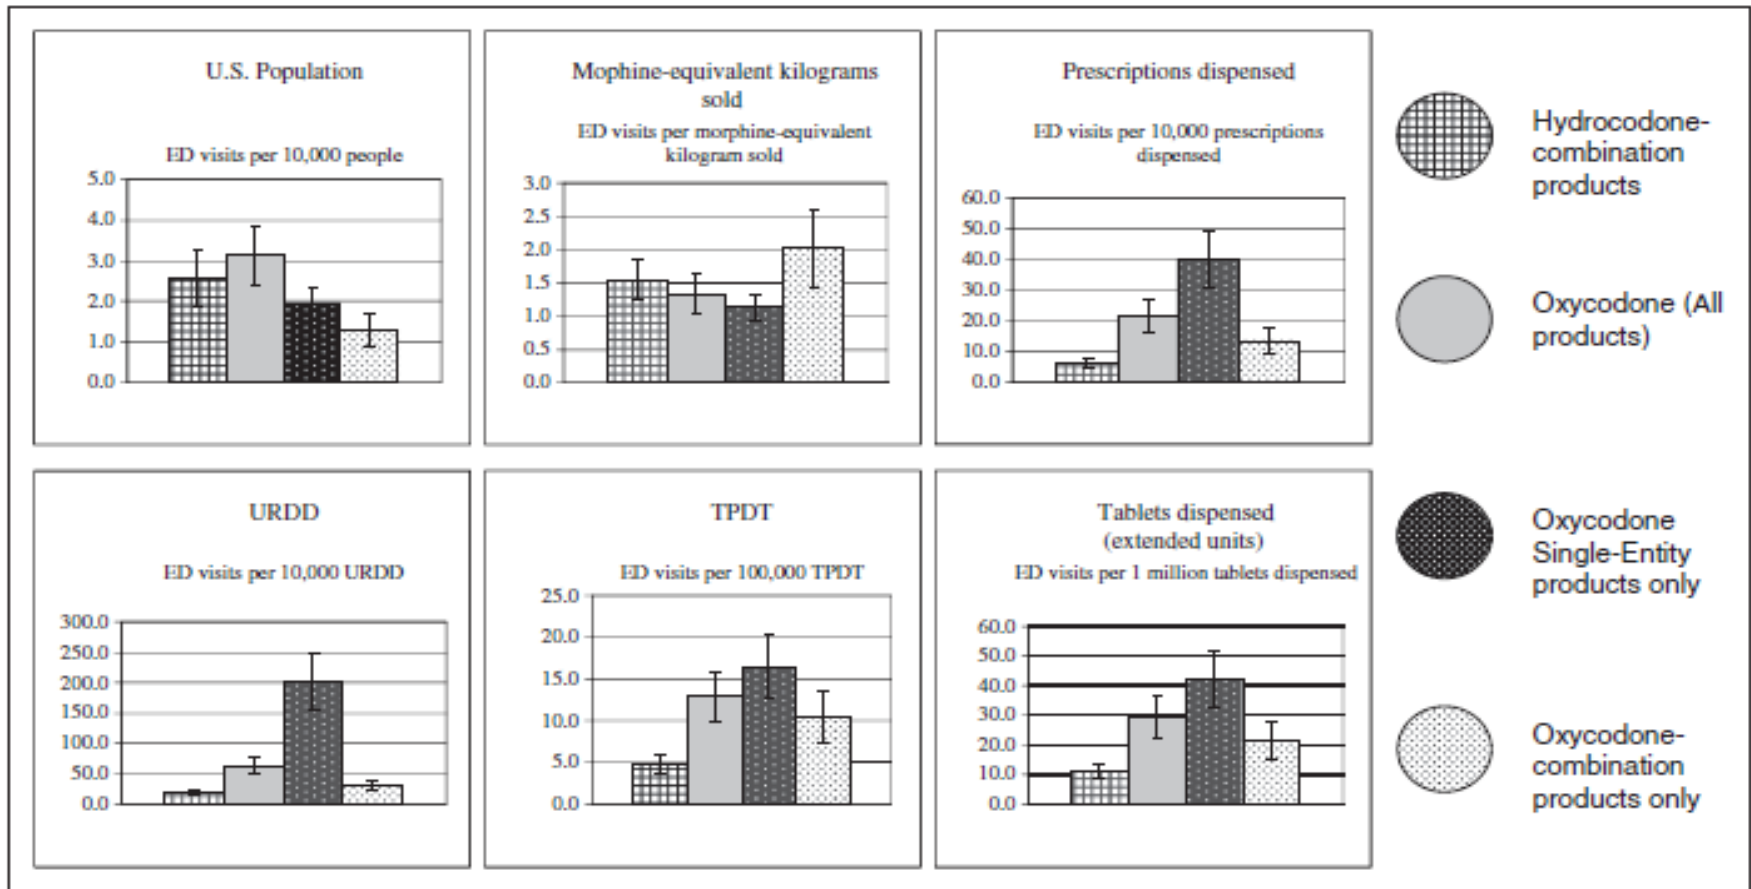 U.S. Population
ED visits per 10,000 people
5.0
4.0
3.0
2.0
1.0
0.0
Mophine-equivalent kilograms
sold
ED visits per morphine-equivalent
kilogram sold
3.0
2.5
2.0
1.5
1.0
0.5
0.0
Prescriptions dispensed
ED visits per 10,000 prescriptions
dispensed
60.0
50.0
40.0
30.0
20.0
10.0
0.0
URDD
ED visits per 10,000 URDD
300.0
250.0
200.0
150.0
100.0
50.0
0.0
TPDT
ED visits per 100,000 TPDT
25.0
20.0
15.0
10.0
5.0
0.0
Tablets dispensed
(extended units)
ED visits per 1 million tablets dispensed
60.0
50.0
40.0
30.0
20.0
10.0
0.0
Hydrocodone-
combination
products
Oxycodone (All
products)
Oxycodone
Single-Entity
products only
Oxycodone-
combination
products only